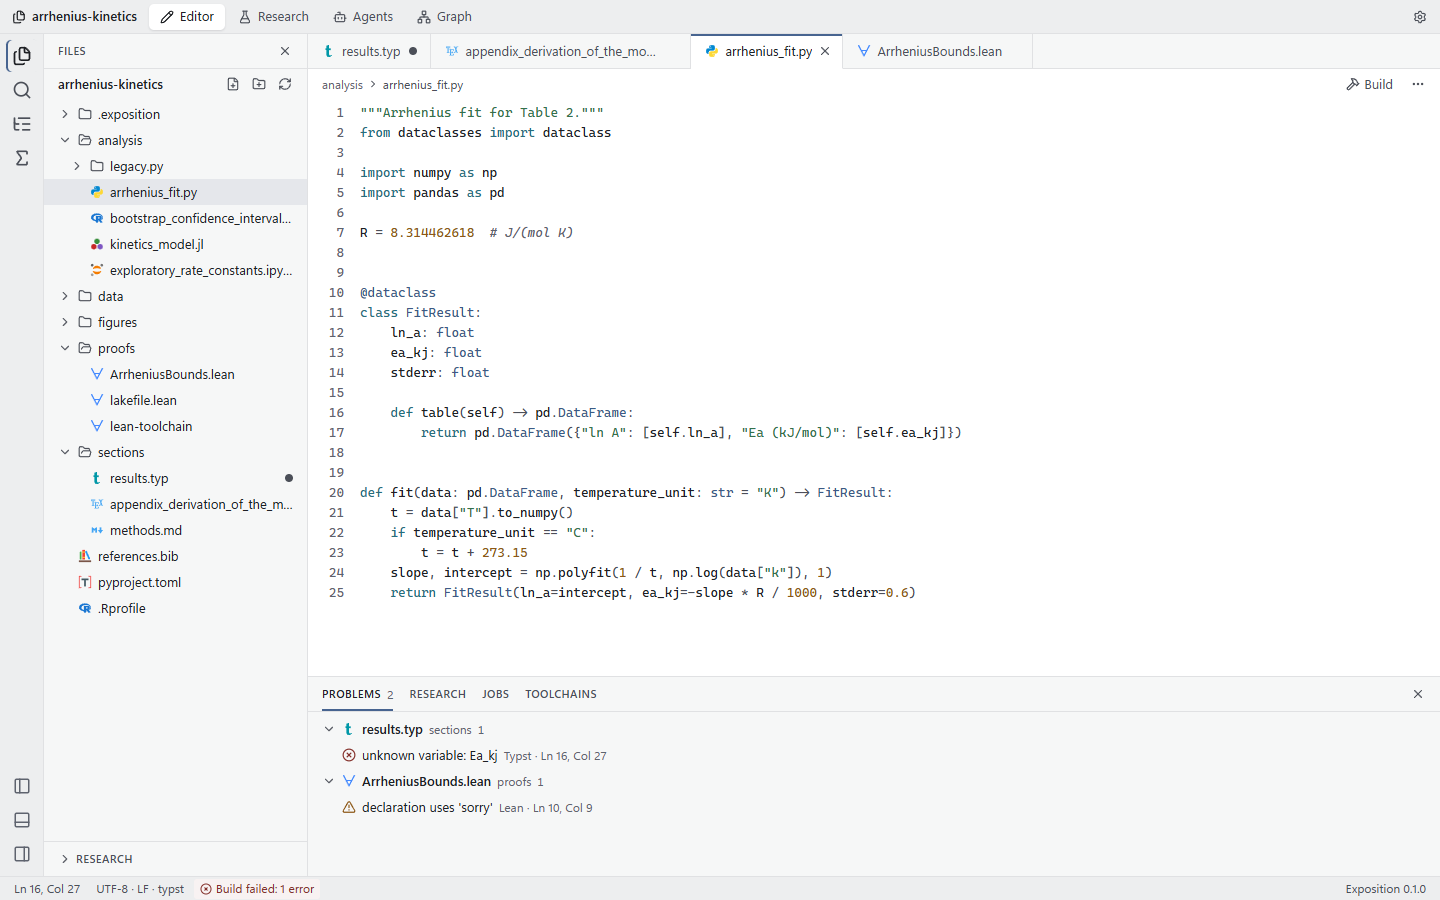 arrhenius-kinetics
Editor
Research
Agents
Graph
FILES
results.typ
appendix_derivation_of_the_mo...
arrhenius_fit.py
ArrheniusBounds.lean
arrhenius-kinetics
analysis > arrhenius_fit.py
Build
.exposition
analysis
legacy.py
arrhenius_fit.py
bootstrap_confidence_interval...
kinetics_model.jl
exploratory_rate_constants.ipy...
data
figures
proofs
ArrheniusBounds.lean
lakefile.lean
lean-toolchain
sections
results.typ
appendix_derivation_of_the_m...
methods.md
references.bib
pyproject.toml
.Rprofile
RESEARCH
1 """Arrhenius fit for Table 2."""
2 from dataclasses import dataclass
3
4 import numpy as np
5 import pandas as pd
6
7 R = 8.314462618  # J/(mol K)
8
9
10 @dataclass
11 class FitResult:
12     ln_a: float
13     ea_kj: float
14     stderr: float
15
16     def table(self) -> pd.DataFrame:
17         return pd.DataFrame({"ln A": [self.ln_a], "Ea (kJ/mol)": [self.ea_kj]})
18
19
20 def fit(data: pd.DataFrame, temperature_unit: str = "K") -> FitResult:
21     t = data["T"].to_numpy()
22     if temperature_unit == "C":
23         t = t + 273.15
24     slope, intercept = np.polyfit(1 / t, np.log(data["k"]), 1)
25     return FitResult(ln_a=intercept, ea_kj=-slope * R / 1000, stderr=0.6)
PROBLEMS 2
RESEARCH
JOBS
TOOLCHAINS
results.typ sections 1
unknown variable: Ea_kj Typst · Ln 16, Col 27
ArrheniusBounds.lean proofs 1
declaration uses 'sorry' Lean · Ln 10, Col 9
Ln 16, Col 27
UTF-8 · LF · typst
Build failed: 1 error
Exposition 0.1.0